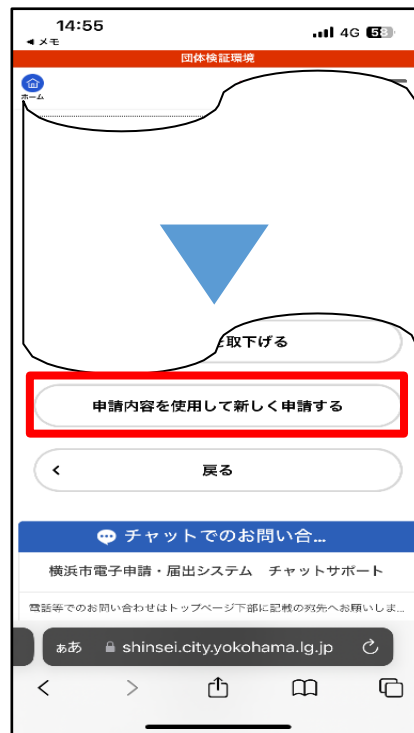 14:55
◀ メモ
4G 53
団体検証環境
ホーム
取下げる
申請内容を使用して新しく申請する
戻る
チャットでのお問い合...
横浜市電子申請・届出システム　チャットサポート
電話等でのお問い合わせはトップページ下部に記載の宛先へお願いしま...
ぁあ
shinsei.city.yokohama.lg.jp